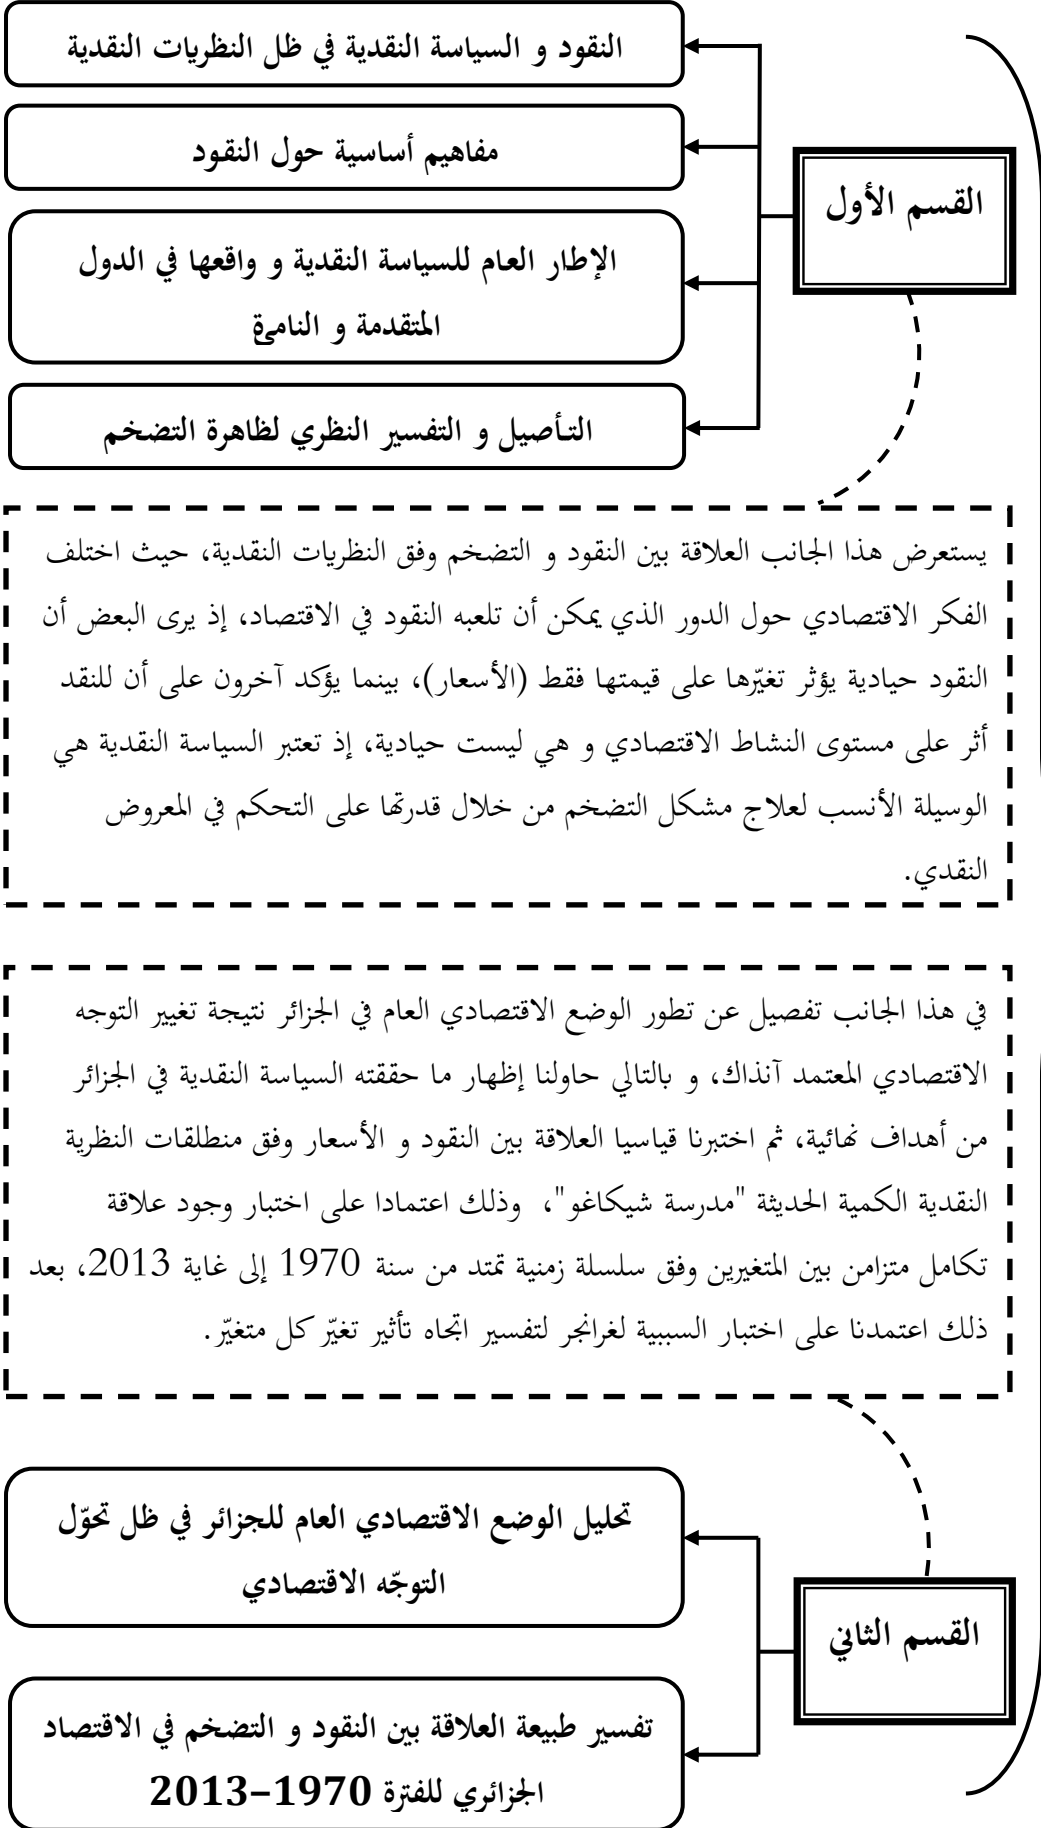 النقود و السياسة النقدية في ظل النظريات النقدية
مفاهيم أساسية حول النقود
القسم الأول
الإطار العام للسياسة النقدية و واقعها في الدول
المتقدمة و النامية
التأصيل و التفسير النظري لظاهرة التضخم
يستعرض هذا الجانب العلاقة بين النقود و التضخم وفق النظريات النقدية، حيث اختلف
الفكر الاقتصادي حول الدور الذي يمكن أن تلعبه النقود في الاقتصاد، إذ يرى البعض أن
النقود حيادية يؤثر تغيّرها على قيمتها فقط (الأسعار)، بينما يؤكد آخرون على أن للنقد
أثر على مستوى النشاط الاقتصادي و هي ليست حيادية، إذ تعتبر السياسة النقدية هي
الوسيلة الأنسب لعلاج مشكل التضخم من خلال قدرتها على التحكم في المعروض
النقدي.
في هذا الجانب تفصيل عن تطور الوضع الاقتصادي العام في الجزائر نتيجة تغيير التوجه
الاقتصادي المعتمد آنذاك، و بالتالي حاولنا إظهار ما حققته السياسة النقدية في الجزائر
من أهداف نهائية، ثم اختبرنا قياسيا العلاقة بين النقود و الأسعار وفق منطلقات النظرية
النقدية الكمية الحديثة "مدرسة شيكاغو"، وذلك اعتمادا على اختبار وجود علاقة
تكامل متزامن بين المتغيرين وفق سلسلة زمنية تمتد من سنة 1970 إلى غاية 2013، بعد
ذلك اعتمدنا على اختبار السببية لغرانجر لتفسير اتجاه تأثير تغيّر كل متغيّر.
تحليل الوضع الاقتصادي العام للجزائر في ظل تحوّل
التوجّه الاقتصادي
القسم الثاني
تفسير طبيعة العلاقة بين النقود و التضخم في الاقتصاد
الجزائري للفترة 1970–2013